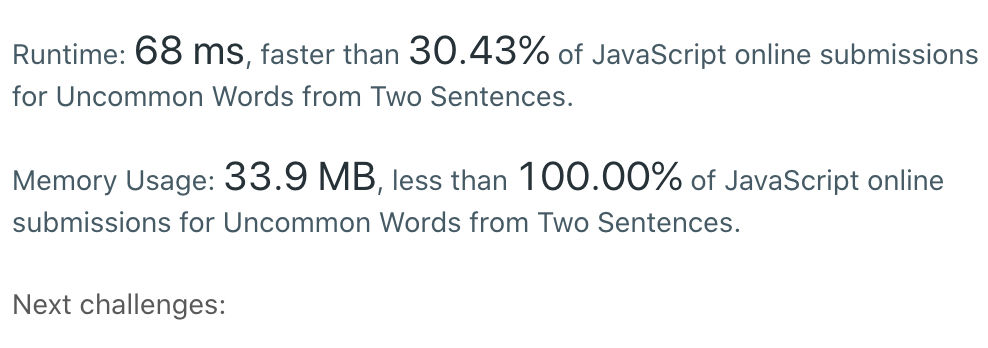 Runtime: 68 ms, faster than 30.43% of JavaScript online submissions
for Uncommon Words from Two Sentences.
Memory Usage: 33.9 MB, less than 100.00% of JavaScript online
submissions for Uncommon Words from Two Sentences.
Next challenges: